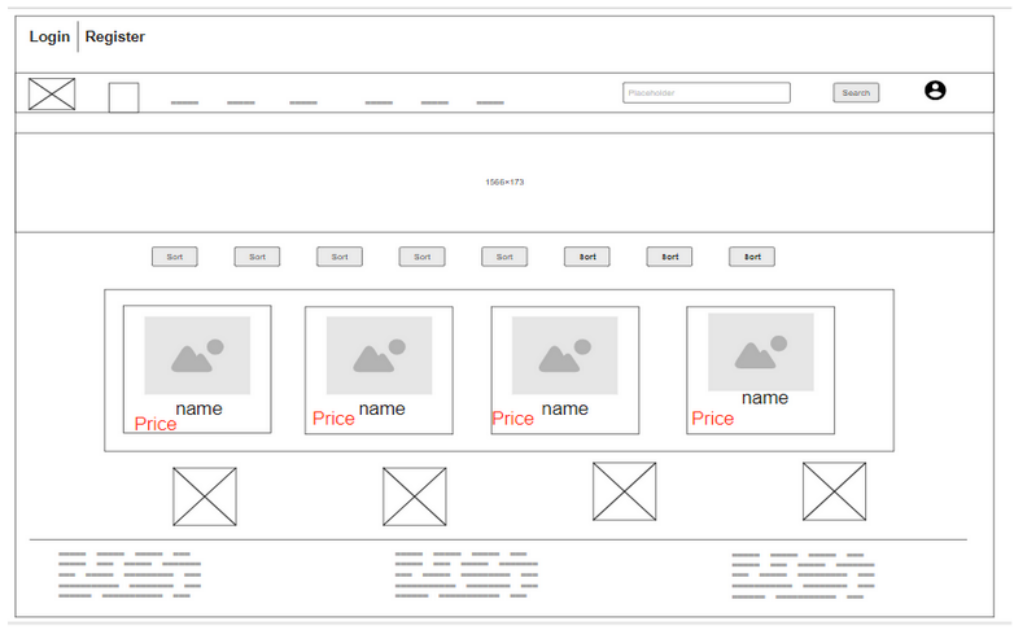 Login Register
Placeholder Search
1566×173
Sort Sort Sort Sort Sort Sort Sort Sort
name name name name
Price Price Price Price